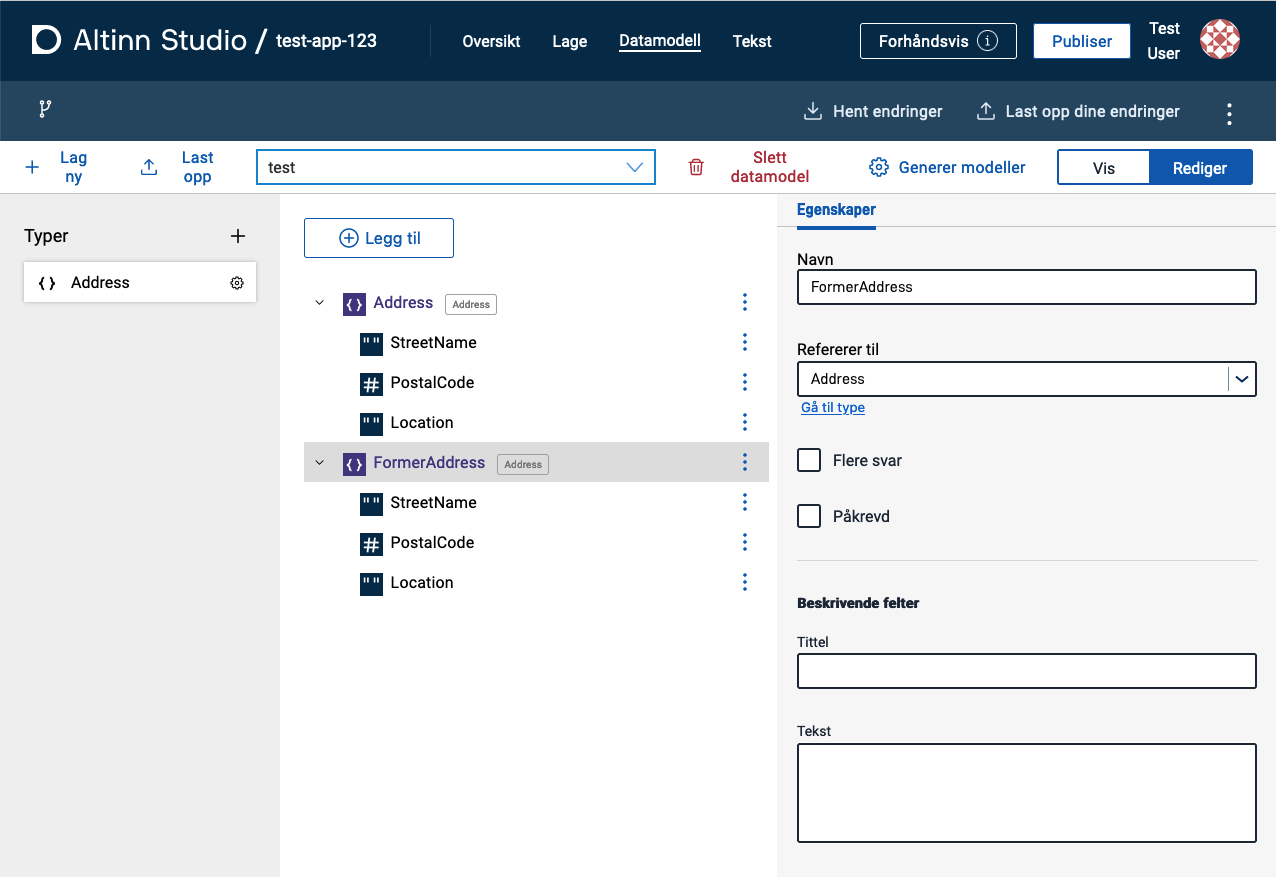 Altinn Studio / test-app-123
Oversikt
Lage
Datamodell
Tekst
Forhåndsvis
Publiser
Test
User
Hent endringer
Last opp dine endringer
Lag
ny
Last
opp
test
Slett
datamodel
Generer modeller
Vis
Rediger
Typer
Address
Legg til
Address Address
StreetName
PostalCode
Location
FormerAddress Address
StreetName
PostalCode
Location
Egenskaper
Navn
FormerAddress
Refererer til
Address
Gå til type
Flere svar
Påkrevd
Beskrivende felter
Tittel
Tekst